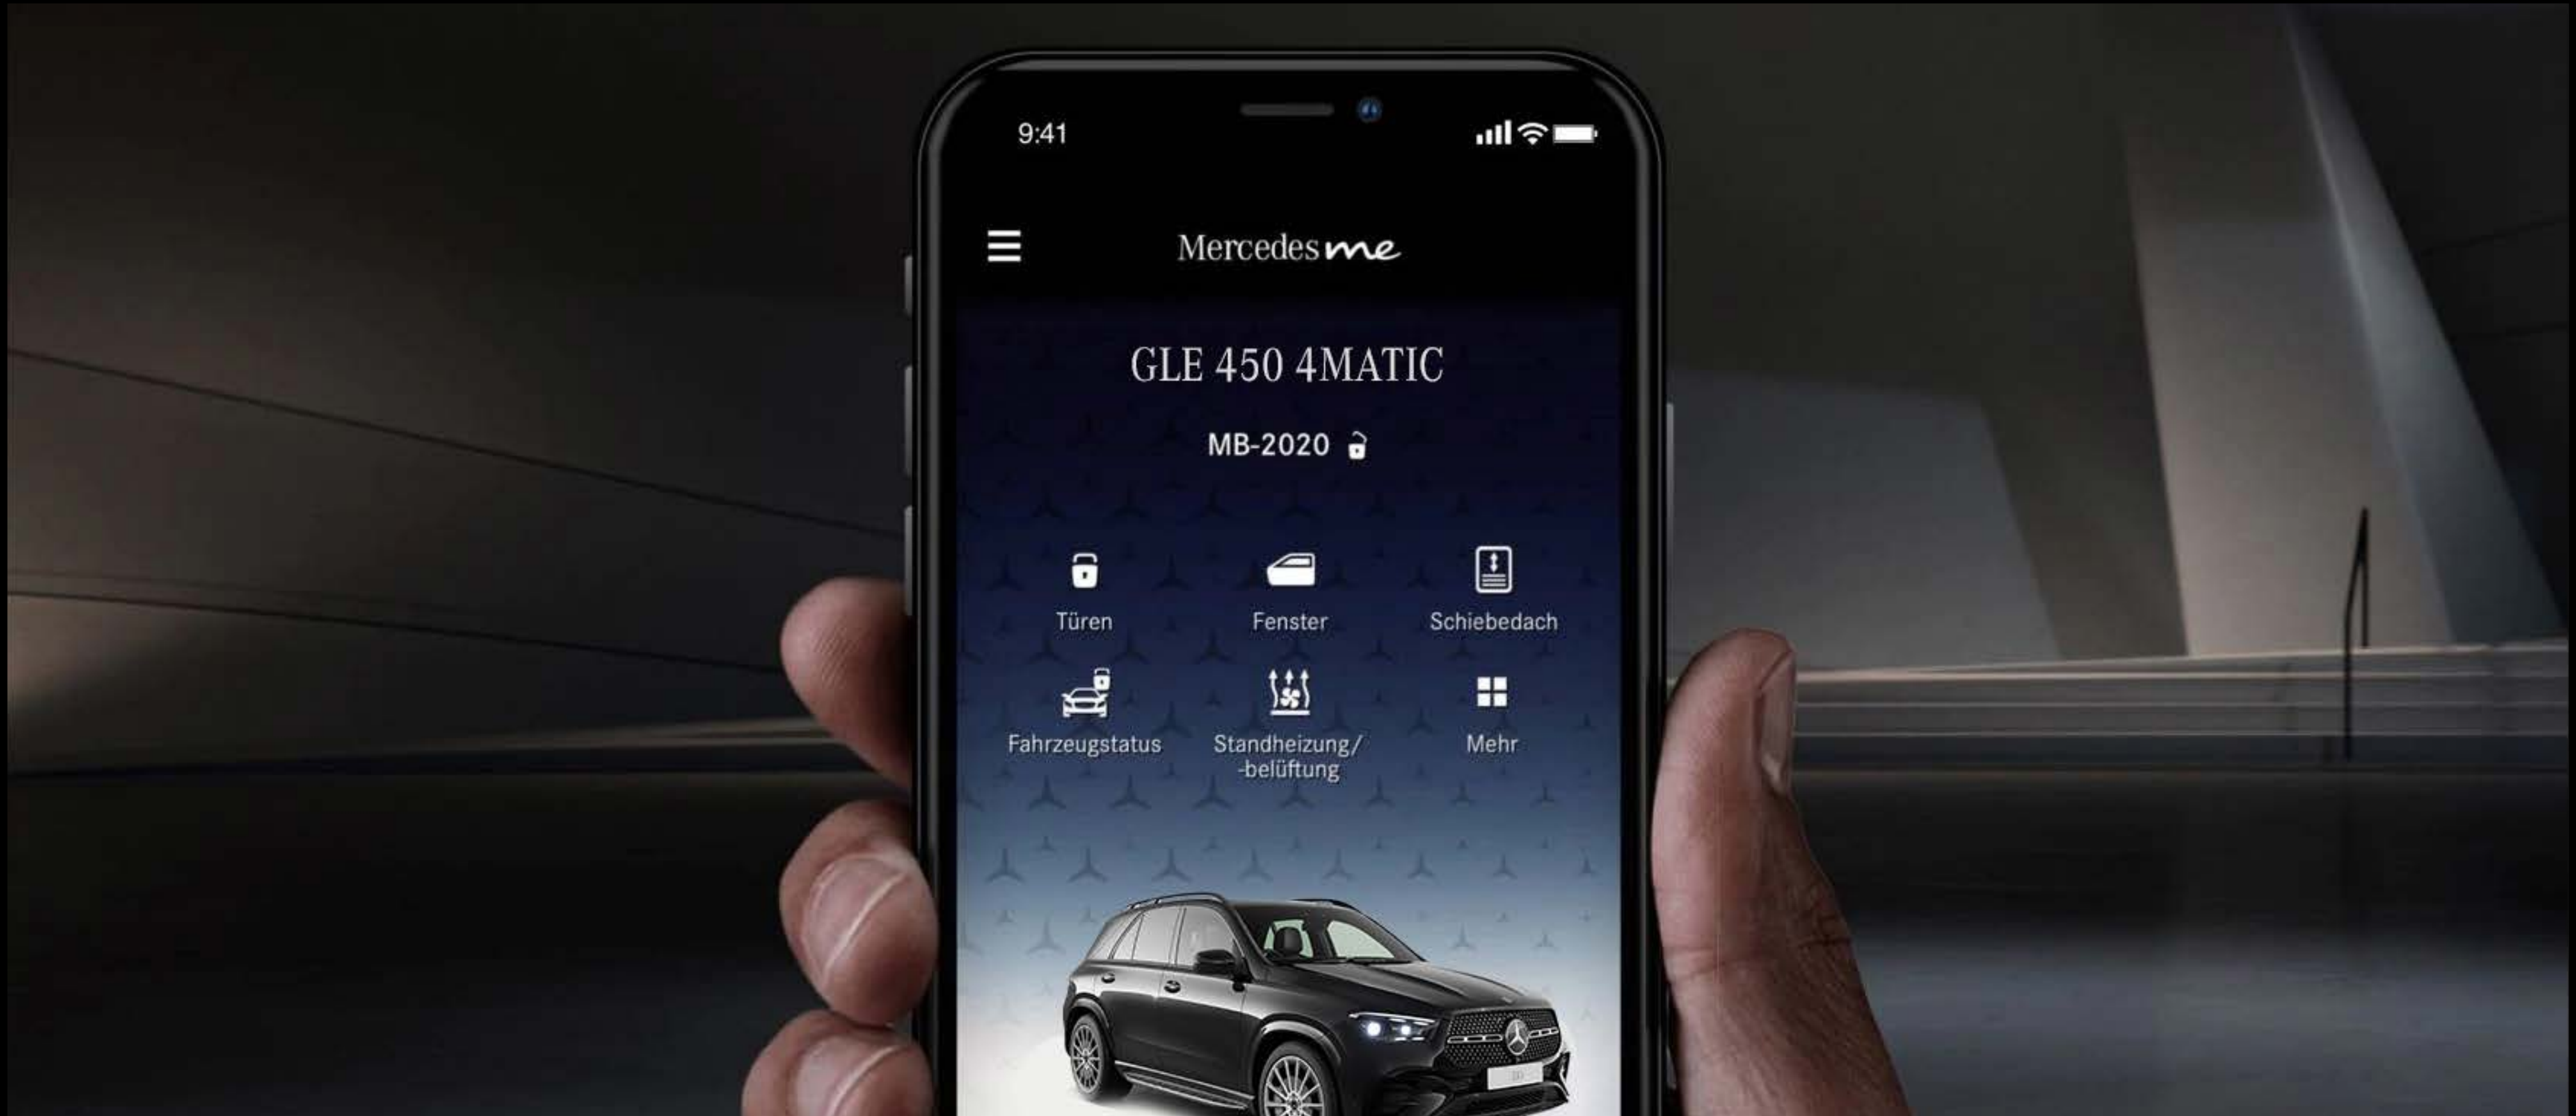 9:41
Mercedes me
GLE 450 4MATIC
MB-2020
Türen
Fenster
Schiebedach
Fahrzeugstatus
Standheizung/
-belüftung
Mehr